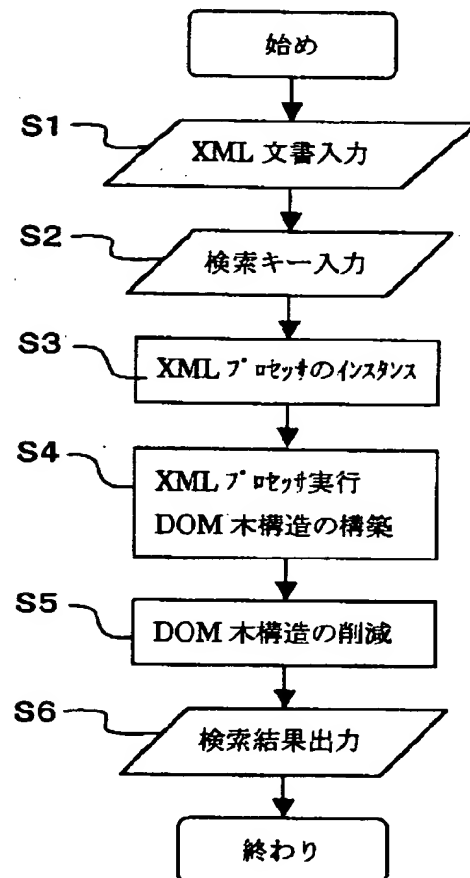 始め
S1
XML 文書入力
S2
検索キー入力
S3
XML プロセッサのインスタンス
S4
XML プロセッサ実行
DOM 木構造の構築
S5
DOM 木構造の削減
S6
検索結果出力
終わり